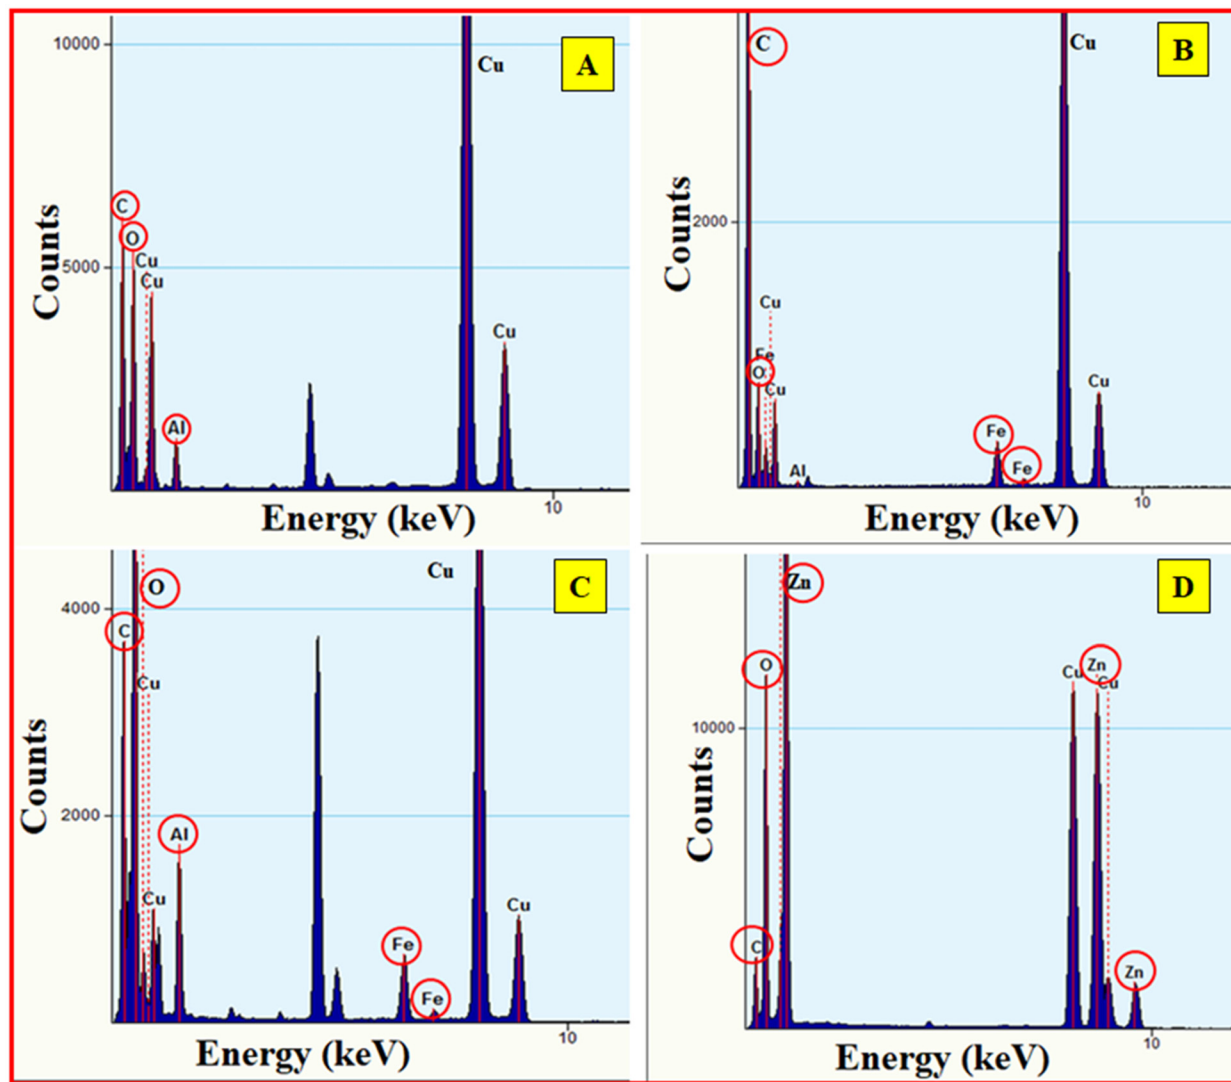 10000
A
Cu
C
O
5000
Cu
Cu
Cu
Al
10
Counts
Energy (keV)
C
Cu
B
2000
Cu
Fe
O
Cu
Cu
Fe
Fe
Al
10
Counts
Energy (keV)
4000
O
Cu
C
C
Cu
2000
Al
Cu
Cu
Fe
Fe
10
Counts
Energy (keV)
Zn
D
O
Cu
Zn
Cu
10000
C
Zn
10
Counts
Energy (keV)